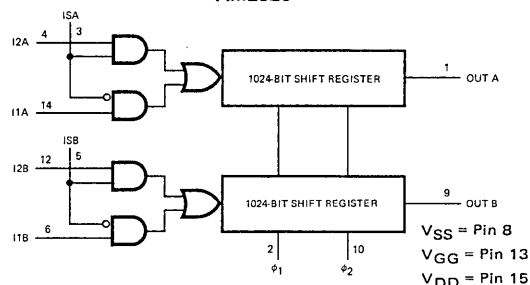 ISA
I2A 4 3
1024-BIT SHIFT REGISTER 1 OUT A
I1A 14
ISB
I2B 12 5
1024-BIT SHIFT REGISTER 9 OUT B
I1B 6
2 10
ϕ1 ϕ2
VSS = Pin 8
VGG = Pin 13
VDD = Pin 15